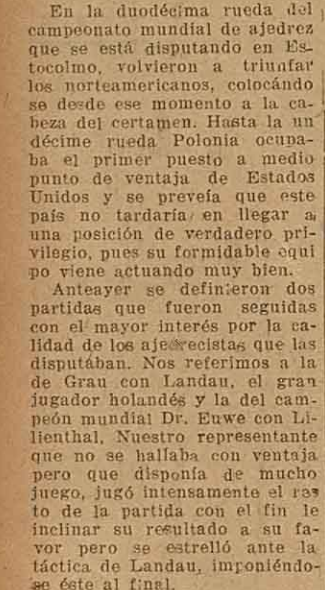 En la duodécima rueda del
campeonato mundial de ajedrez
que se está disputando en Es-
tocolmo, volvieron a triunfar
los norteamericanos, colocándo
se desde ese momento a la ca-
beza del certamen. Hasta la un
décime rueda Polonia ocupa-
ba el primer puesto a medio
punto de ventaja de Estados
Unidos y se preveía que este
país no tardaría en llegar a
una posición de verdadero pri-
vilegio, pues su formidable equi
po viene actuando muy bien.
Anteayer se definieron dos
partidas que fueron seguidas
con el mayor interés por la ca-
lidad de los ajedrecistas que las
disputában. Nos referimos a la
de Grau con Landau, el gran
jugador holandés y la del cam-
peón mundial Dr. Euwe con Li-
lienthal, Nuestro representante
que no se hallaba con ventaja
pero que disponía de mucho
juego, jugó intensamente el res
to de la partida con el fin le
inclinar su resultado a su fa-
vor pero se estrelló ante la
táctica de Landau, imponiéndo-
se éste al final.